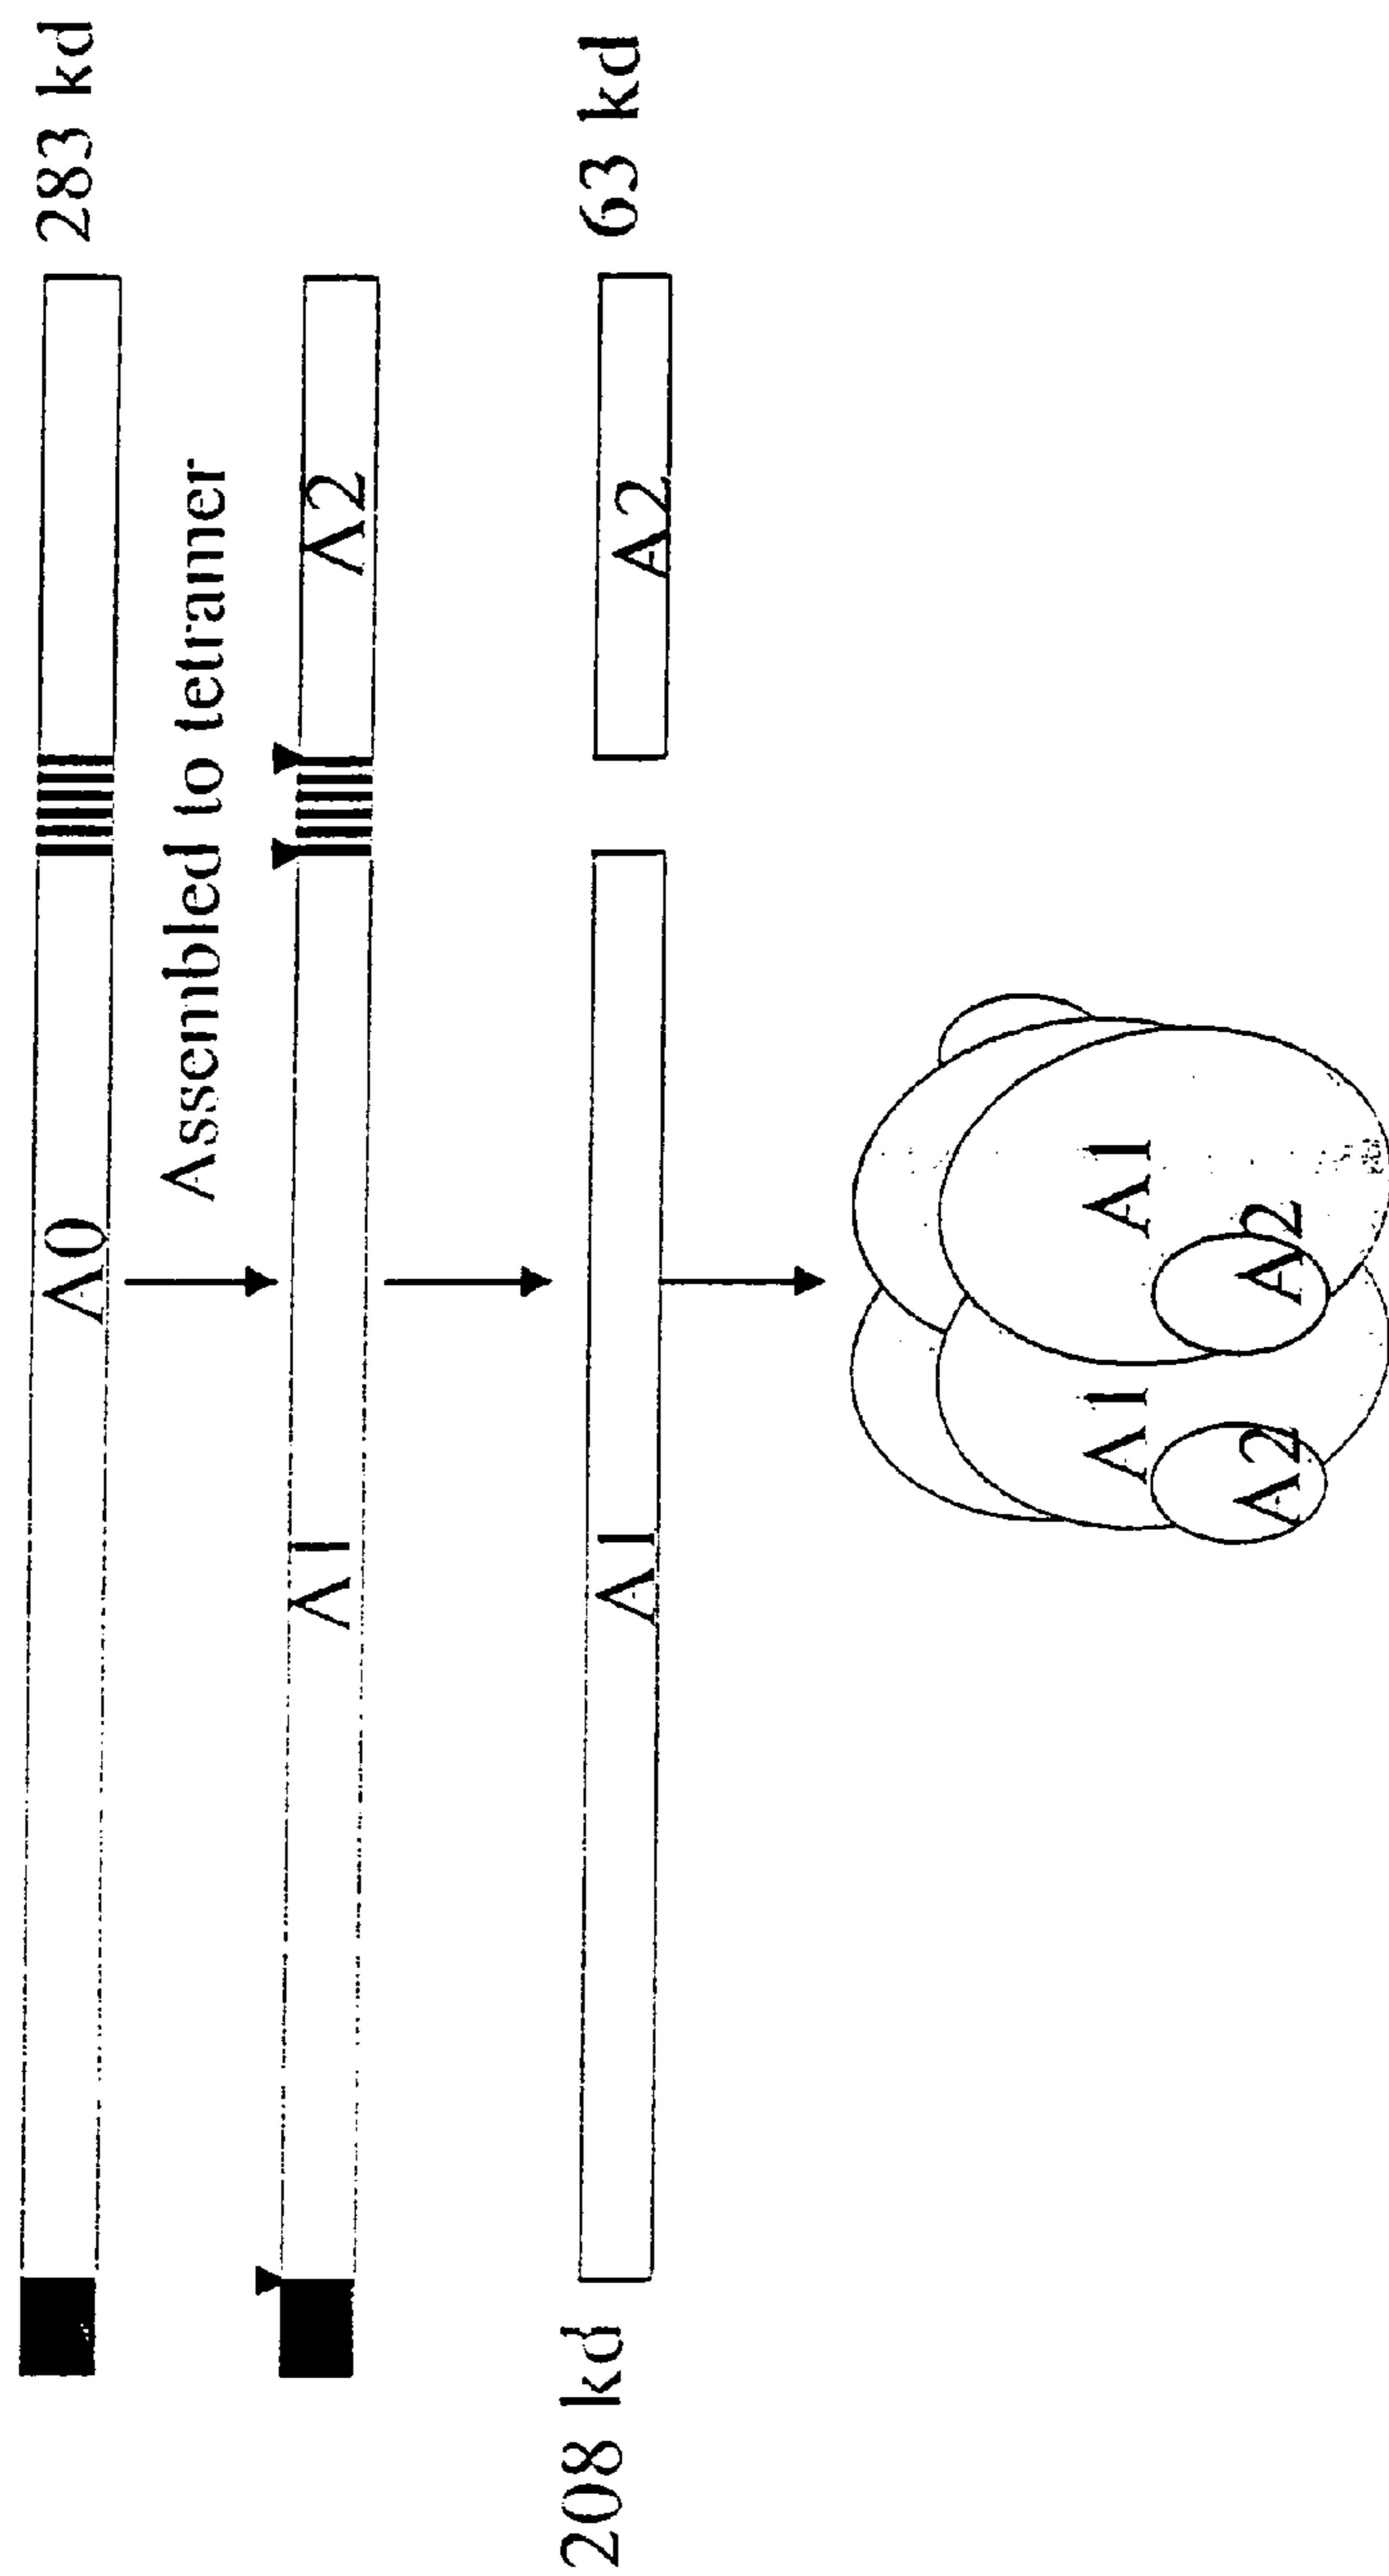 A0 283 kd
Assembled to tetramer
A1 A2
208 kd A1 A2 63 kd
A1 A1
A2 A2